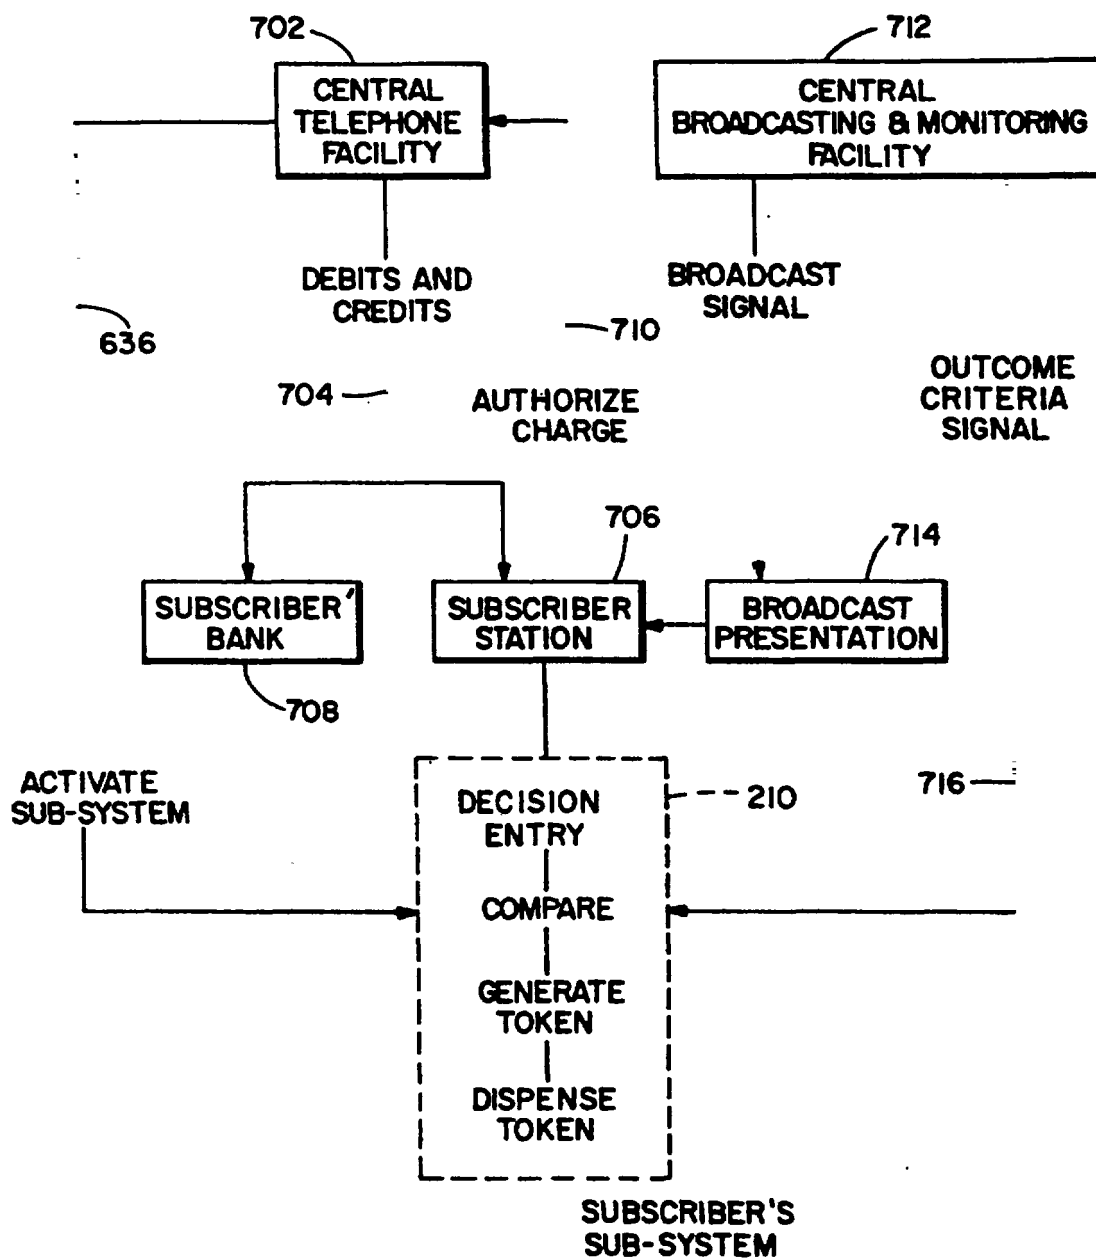 702
712
CENTRAL
TELEPHONE
FACILITY
CENTRAL
BROADCASTING & MONITORING
FACILITY
DEBITS AND
CREDITS
BROADCAST
SIGNAL
636
710
704
AUTHORIZE
CHARGE
OUTCOME
CRITERIA
SIGNAL
706
714
SUBSCRIBER'
BANK
SUBSCRIBER
STATION
BROADCAST
PRESENTATION
708
ACTIVATE
SUB-SYSTEM
716
210
DECISION
ENTRY
COMPARE
GENERATE
TOKEN
DISPENSE
TOKEN
SUBSCRIBER'S
SUB-SYSTEM